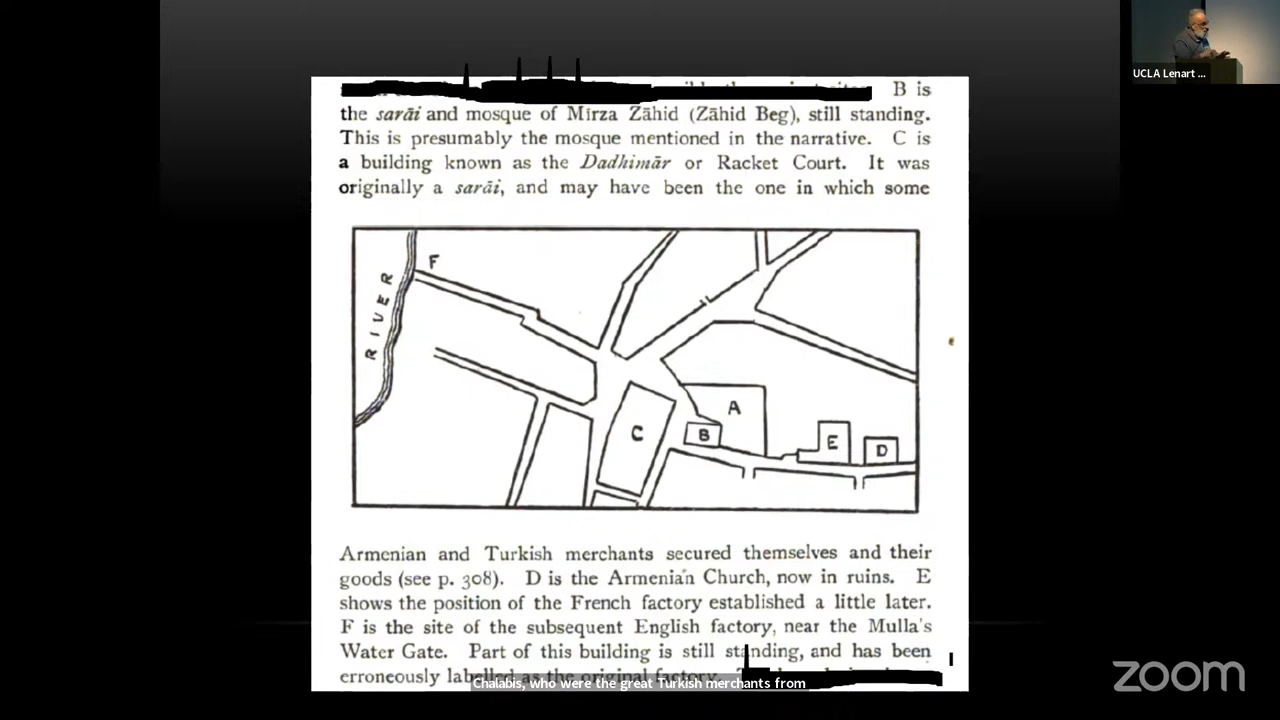 B is
the sarāi and mosque of Mīrza Zāhid (Zāhid Beg), still standing.
This is presumably the mosque mentioned in the narrative. C is
a building known as the Dadhimār or Racket Court. It was
originally a sarāi, and may have been the one in which some
F
RIVER
A
C
B
E
D
Armenian and Turkish merchants secured themselves and their
goods (see p. 308). D is the Armenian Church, now in ruins. E
shows the position of the French factory established a little later.
F is the site of the subsequent English factory, near the Mulla's
Water Gate. Part of this building is still standing, and has been
erroneously labelled as the original factory.
Chalabis, who were the great Turkish merchants from
UCLA Lenart ...
zoom